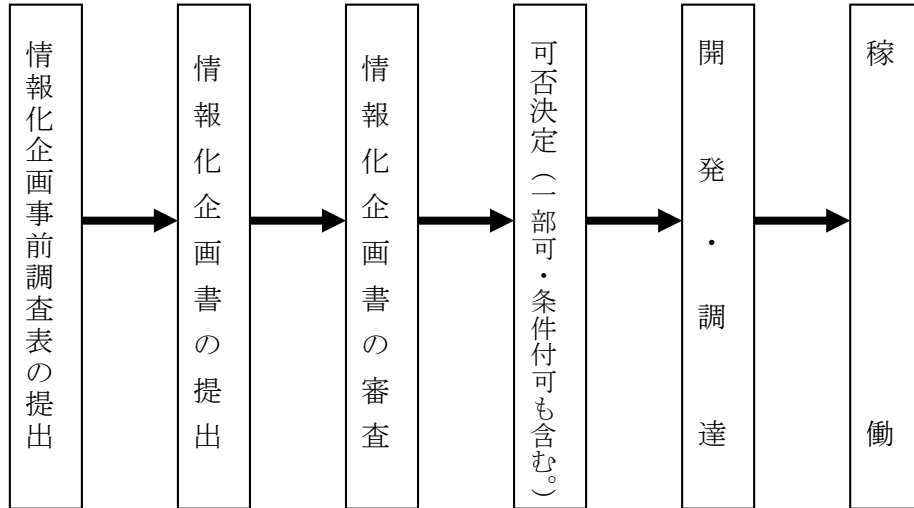 情報化企画事前調査表の提出
情報化企画書の提出
情報化企画書の審査
可否決定（一部可・条件付可も含む。）
開発・調達
稼働